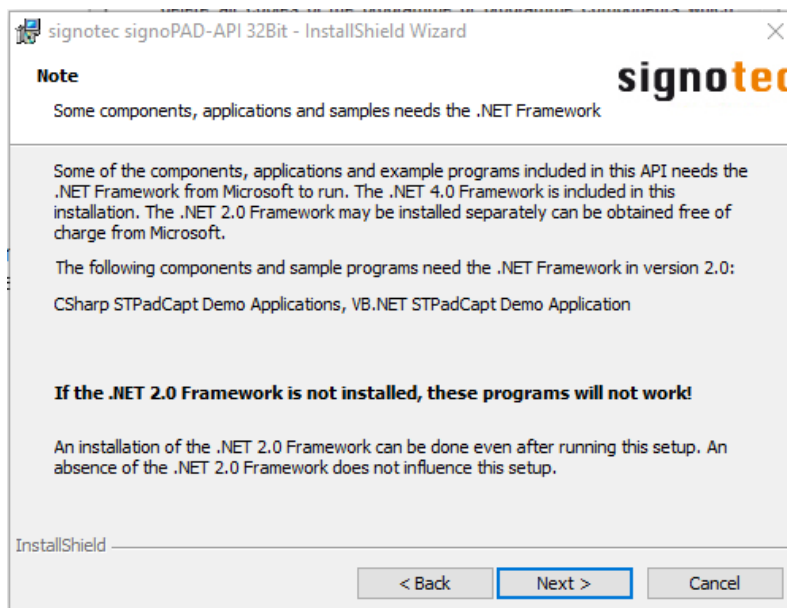 signotec signoPAD-API 32Bit - InstallShield Wizard
Note
signotec
Some components, applications and samples needs the .NET Framework
Some of the components, applications and example programs included in this API needs the
.NET Framework from Microsoft to run. The .NET 4.0 Framework is included in this
installation. The .NET 2.0 Framework may be installed separately can be obtained free of
charge from Microsoft.
The following components and sample programs need the .NET Framework in version 2.0:
CSharp STPadCapt Demo Applications, VB.NET STPadCapt Demo Application
If the .NET 2.0 Framework is not installed, these programs will not work!
An installation of the .NET 2.0 Framework can be done even after running this setup. An
absence of the .NET 2.0 Framework does not influence this setup.
InstallShield
< Back
Next >
Cancel